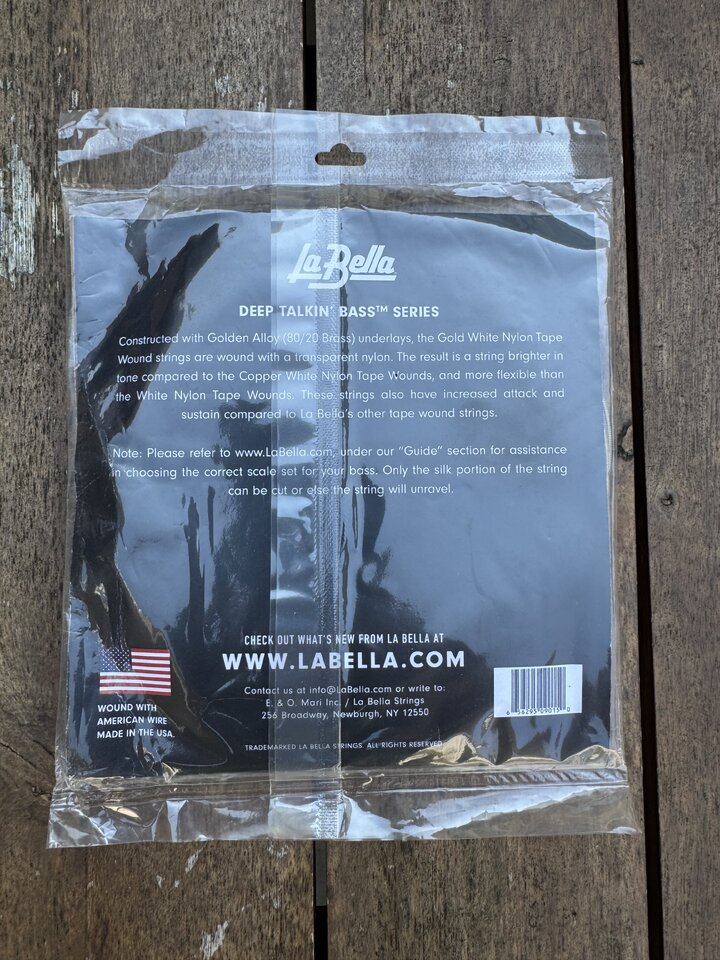 La Bella
DEEP TALKIN' BASS™ SERIES
Constructed with Golden Alloy (80/20 Brass) underlays, the Gold White Nylon Tape
Wound strings are wound with a transparent nylon. The result is a string brighter in
tone compared to the Copper White Nylon Tape Wounds, and more flexible than
the White Nylon Tape Wounds. These strings also have increased attack and
sustain compared to La Bella's other tape wound strings.
Note: Please refer to www.LaBella.com, under our "Guide" section for assistance
in choosing the correct scale set for your bass. Only the silk portion of the string
can be cut or else the string will unravel.
CHECK OUT WHAT'S NEW FROM LA BELLA AT
WWW.LABELLA.COM
Contact us at info@LaBella.com or write to:
E. & O. Mari Inc. / La Bella Strings
256 Broadway, Newburgh, NY 12550
WOUND WITH
AMERICAN WIRE
MADE IN THE USA.
TRADEMARKED LA BELLA STRINGS. ALL RIGHTS RESERVED